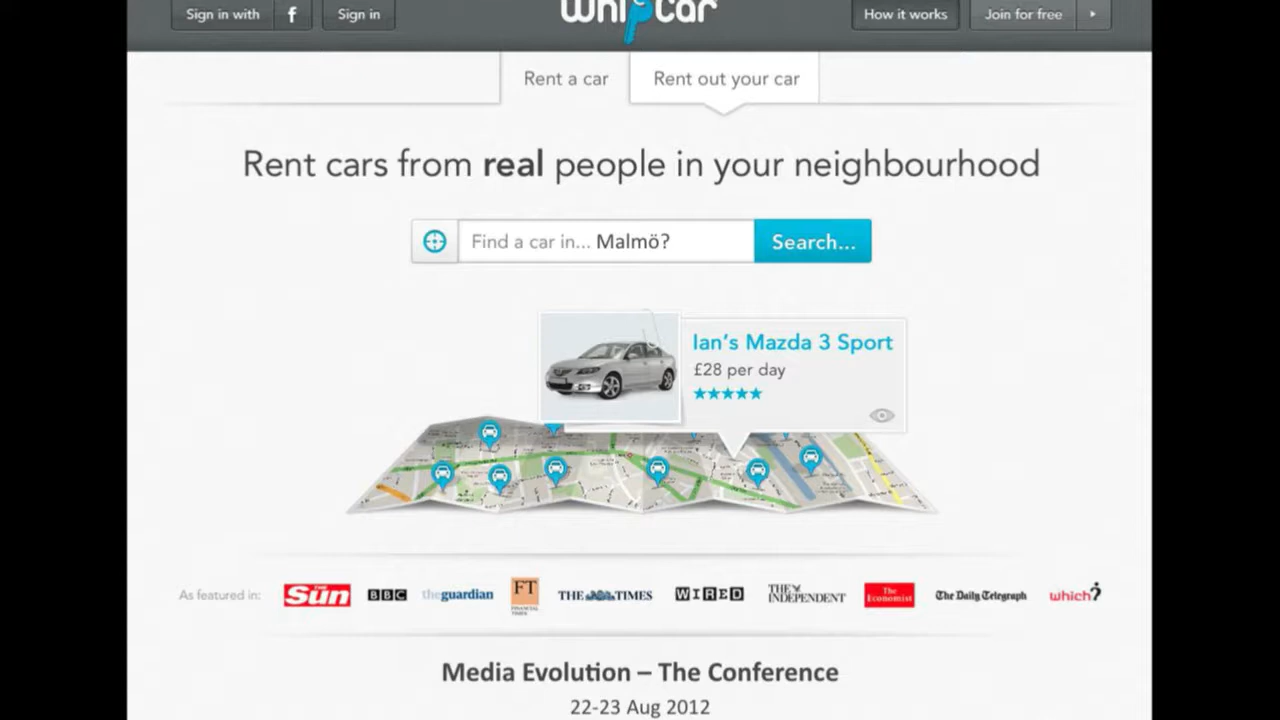 Sign in with f Sign in WhipCar How it works Join for free
Rent a car Rent out your car
Rent cars from real people in your neighbourhood
Find a car in... Malmö? Search...
Ian's Mazda 3 Sport
£28 per day
As featured in: THE Sun BBC theguardian FT FINANCIAL TIMES THE TIMES WIRED THE INDEPENDENT The Economist The Daily Telegraph which?
Media Evolution – The Conference
22-23 Aug 2012